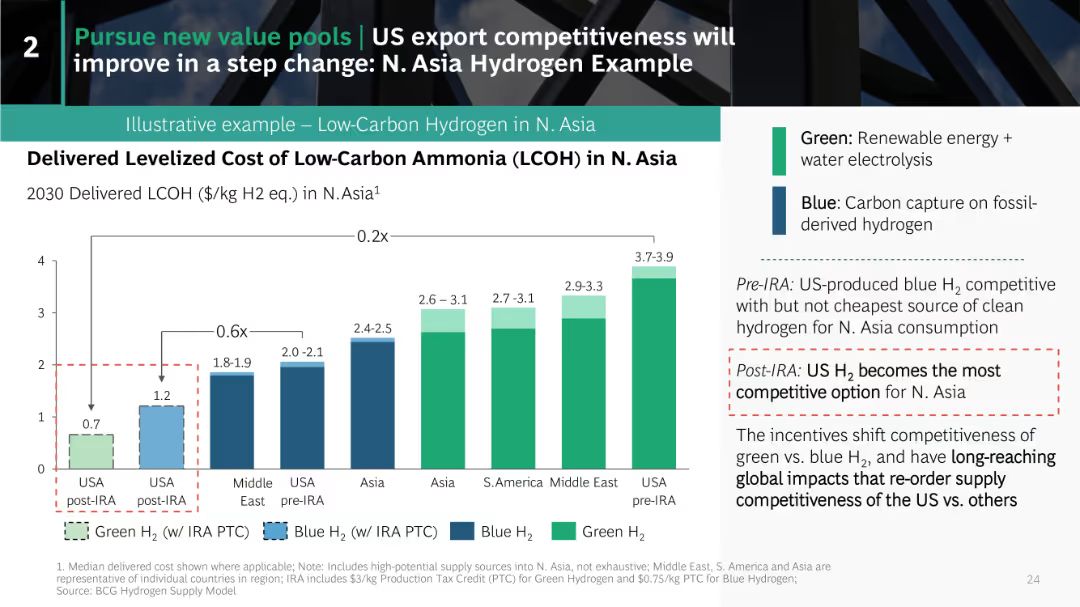 2
Pursue new value pools | US export competitiveness will
improve in a step change: N. Asia Hydrogen Example
Illustrative example – Low-Carbon Hydrogen in N. Asia
Delivered Levelized Cost of Low-Carbon Ammonia (LCOH) in N. Asia
2030 Delivered LCOH ($/kg H2 eq.) in N.Asia¹
0.2x
0.6x
4
3
2
1
0
0.7
1.2
1.8-1.9
2.0 -2.1
2.4-2.5
2.6 – 3.1
2.7 -3.1
2.9-3.3
3.7-3.9
USA
post-IRA
USA
post-IRA
Middle
East
USA
pre-IRA
Asia
Asia
S.America
Middle
East
USA
pre-IRA
Green H₂ (w/ IRA PTC)
Blue H₂ (w/ IRA PTC)
Blue H₂
Green H₂
Green: Renewable energy +
water electrolysis
Blue: Carbon capture on fossil-
derived hydrogen
Pre-IRA: US-produced blue H₂ competitive
with but not cheapest source of clean
hydrogen for N. Asia consumption
Post-IRA: US H₂ becomes the most
competitive option for N. Asia
The incentives shift competitiveness of
green vs. blue H₂, and have long-reaching
global impacts that re-order supply
competitiveness of the US vs. others
1. Median delivered cost shown where applicable; Note: Includes high-potential supply sources into N. Asia, not exhaustive; Middle East, S. America and Asia are
representative of individual countries in region; IRA includes $3/kg Production Tax Credit (PTC) for Green Hydrogen and $0.75/kg PTC for Blue Hydrogen;
Source: BCG Hydrogen Supply Model
24